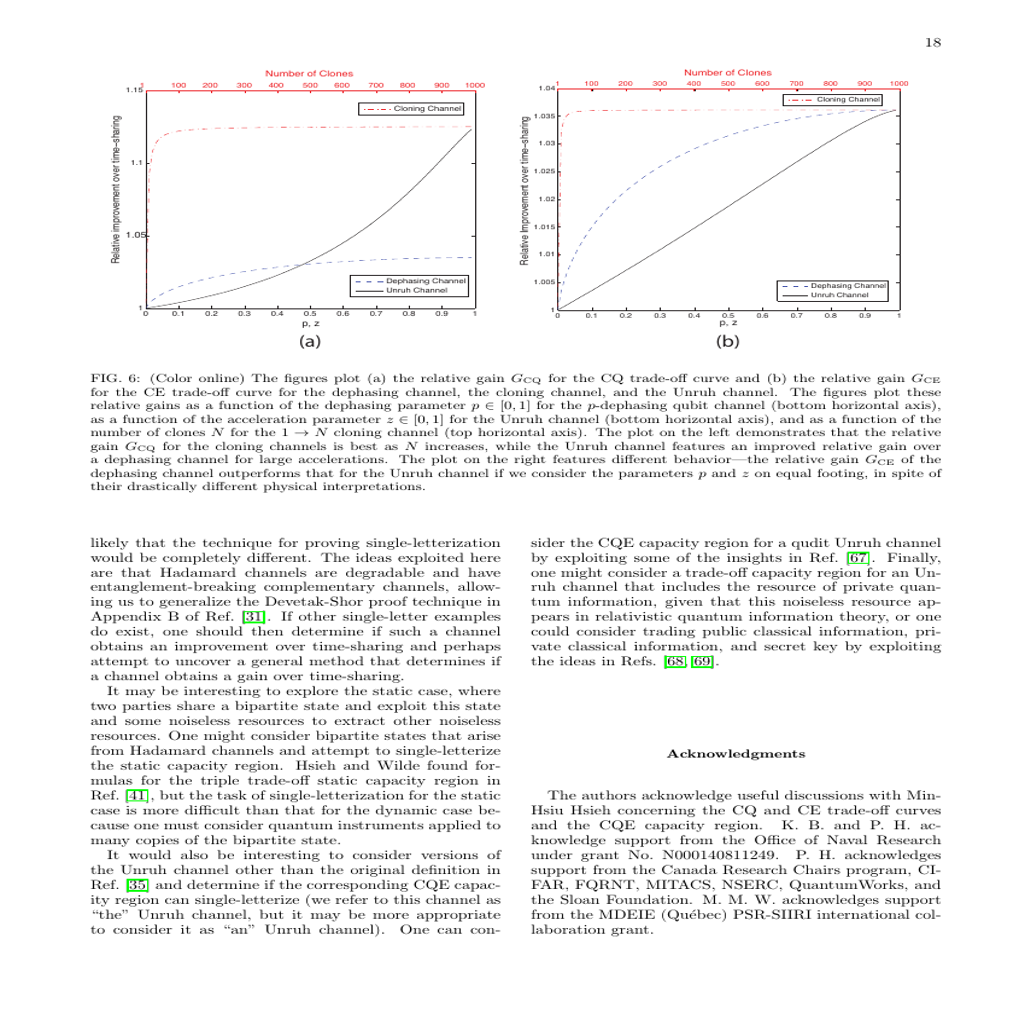 18
Number of Clones
1 100 200 300 400 500 600 700 800 900 1000
1.15
1.1
1.05
1
Relative improvement over time−sharing
Cloning Channel
Dephasing Channel
Unruh Channel
0 0.1 0.2 0.3 0.4 0.5 0.6 0.7 0.8 0.9 1
p, z
(a)
Number of Clones
1 100 200 300 400 500 600 700 800 900 1000
1.04
1.035
1.03
1.025
1.02
1.015
1.01
1.005
1
Relative Improvement over time−sharing
Cloning Channel
Dephasing Channel
Unruh Channel
0 0.1 0.2 0.3 0.4 0.5 0.6 0.7 0.8 0.9 1
p, z
(b)
FIG. 6: (Color online) The figures plot (a) the relative gain GCQ for the CQ trade-off curve and (b) the relative gain GCE
for the CE trade-off curve for the dephasing channel, the cloning channel, and the Unruh channel. The figures plot these
relative gains as a function of the dephasing parameter p ∈ [0, 1] for the p-dephasing qubit channel (bottom horizontal axis),
as a function of the acceleration parameter z ∈ [0, 1] for the Unruh channel (bottom horizontal axis), and as a function of the
number of clones N for the 1 → N cloning channel (top horizontal axis). The plot on the left demonstrates that the relative
gain GCQ for the cloning channels is best as N increases, while the Unruh channel features an improved relative gain over
a dephasing channel for large accelerations. The plot on the right features different behavior—the relative gain GCE of the
dephasing channel outperforms that for the Unruh channel if we consider the parameters p and z on equal footing, in spite of
their drastically different physical interpretations.
likely that the technique for proving single-letterization
would be completely different. The ideas exploited here
are that Hadamard channels are degradable and have
entanglement-breaking complementary channels, allow-
ing us to generalize the Devetak-Shor proof technique in
Appendix B of Ref. [31]. If other single-letter examples
do exist, one should then determine if such a channel
obtains an improvement over time-sharing and perhaps
attempt to uncover a general method that determines if
a channel obtains a gain over time-sharing.
It may be interesting to explore the static case, where
two parties share a bipartite state and exploit this state
and some noiseless resources to extract other noiseless
resources. One might consider bipartite states that arise
from Hadamard channels and attempt to single-letterize
the static capacity region. Hsieh and Wilde found for-
mulas for the triple trade-off static capacity region in
Ref. [41], but the task of single-letterization for the static
case is more difficult than that for the dynamic case be-
cause one must consider quantum instruments applied to
many copies of the bipartite state.
It would also be interesting to consider versions of
the Unruh channel other than the original definition in
Ref. [35] and determine if the corresponding CQE capac-
ity region can single-letterize (we refer to this channel as
“the” Unruh channel, but it may be more appropriate
to consider it as “an” Unruh channel). One can con-
sider the CQE capacity region for a qudit Unruh channel
by exploiting some of the insights in Ref. [67]. Finally,
one might consider a trade-off capacity region for an Un-
ruh channel that includes the resource of private quan-
tum information, given that this noiseless resource ap-
pears in relativistic quantum information theory, or one
could consider trading public classical information, pri-
vate classical information, and secret key by exploiting
the ideas in Refs. [68, 69].
Acknowledgments
The authors acknowledge useful discussions with Min-
Hsiu Hsieh concerning the CQ and CE trade-off curves
and the CQE capacity region. K. B. and P. H. ac-
knowledge support from the Office of Naval Research
under grant No. N000140811249. P. H. acknowledges
support from the Canada Research Chairs program, CI-
FAR, FQRNT, MITACS, NSERC, QuantumWorks, and
the Sloan Foundation. M. M. W. acknowledges support
from the MDEIE (Québec) PSR-SIIRI international col-
laboration grant.